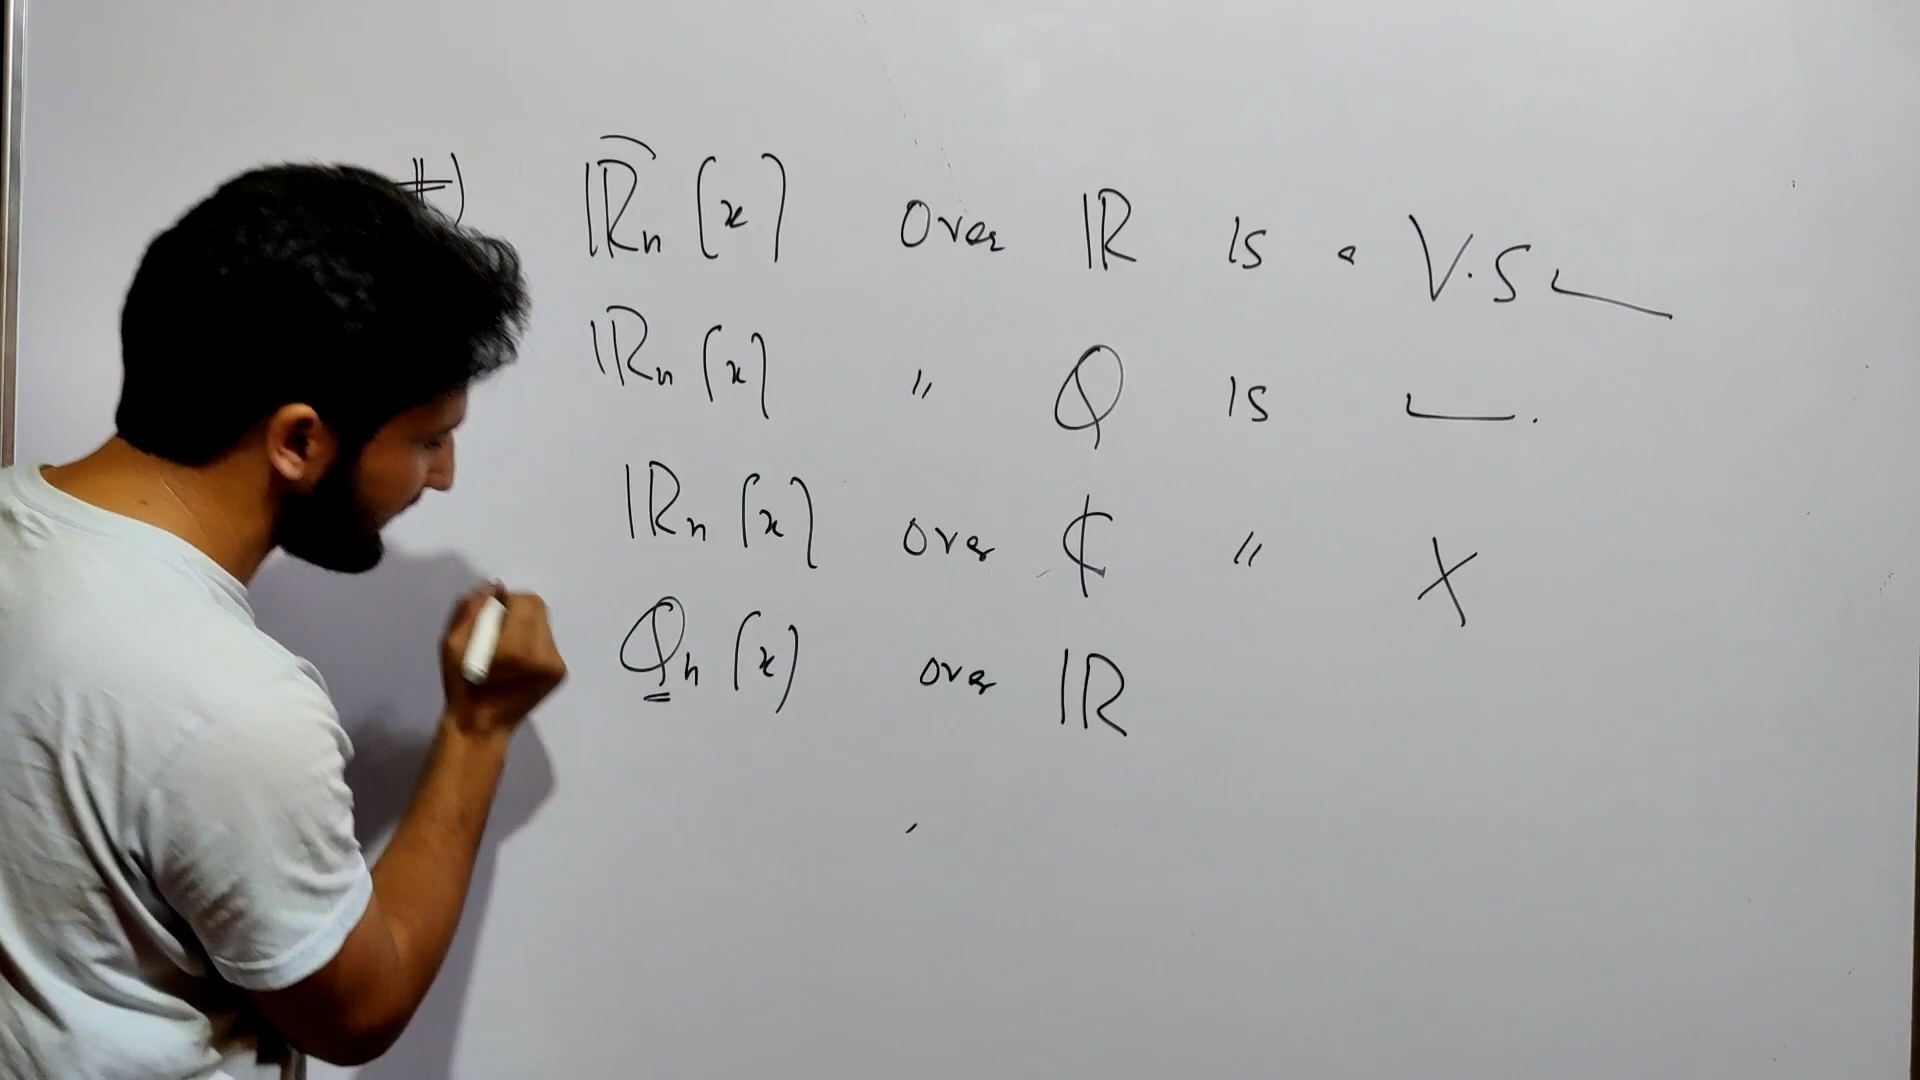 #) ℝn [x] over ℝ is a V.S
ℝn [x] " Q is —.
ℝn [x] over ₵ " X
Qn [x] over ℝ